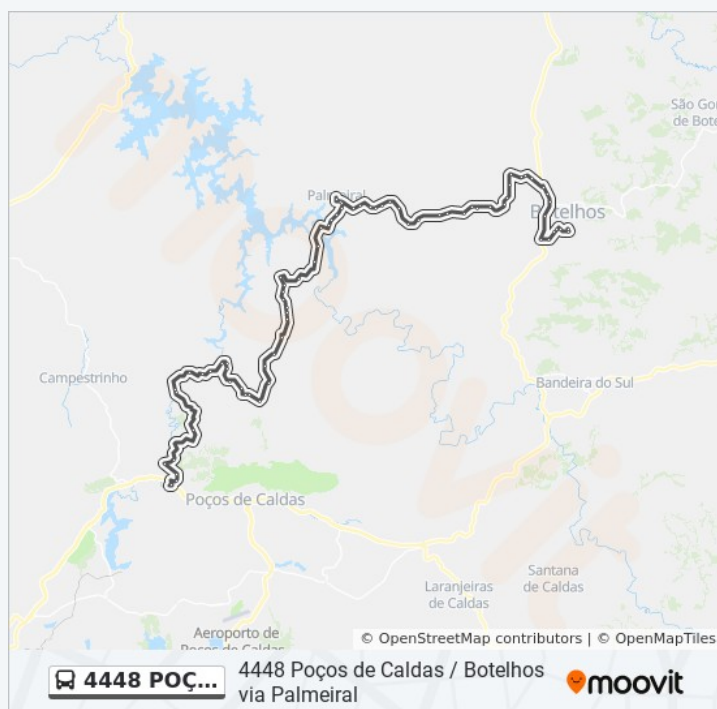 São Gon
de Bote
Palmeiral
Botelhos
Campestrinho
Bandeira do Sul
Poços de Caldas
Santana
de Caldas
Laranjeiras
de Caldas
Aeroporto de
Poços de Caldas
© OpenStreetMap contributors | © OpenMapTiles
4448 POÇ...
4448 Poços de Caldas / Botelhos
via Palmeiral
moovit